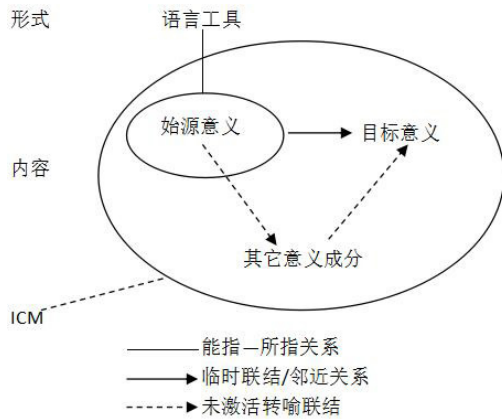 形式
语言工具
始源意义
目标意义
内容
其它意义成分
ICM
能指—所指关系
临时联结/邻近关系
未激活转喻联结